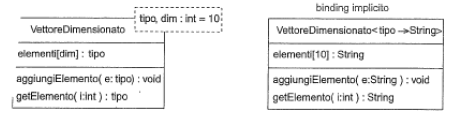 tipo, dim : int = 10
VettoreDimensionato
elementi[dim] : tipo
aggiungiElemento( e: tipo) : void
getElemento( i:int ) : tipo
binding implicito
VettoreDimensionato<tipo →String>
elementi[10] : String
aggiungiElemento( e:String ) : void
getElemento( i:int ) : String